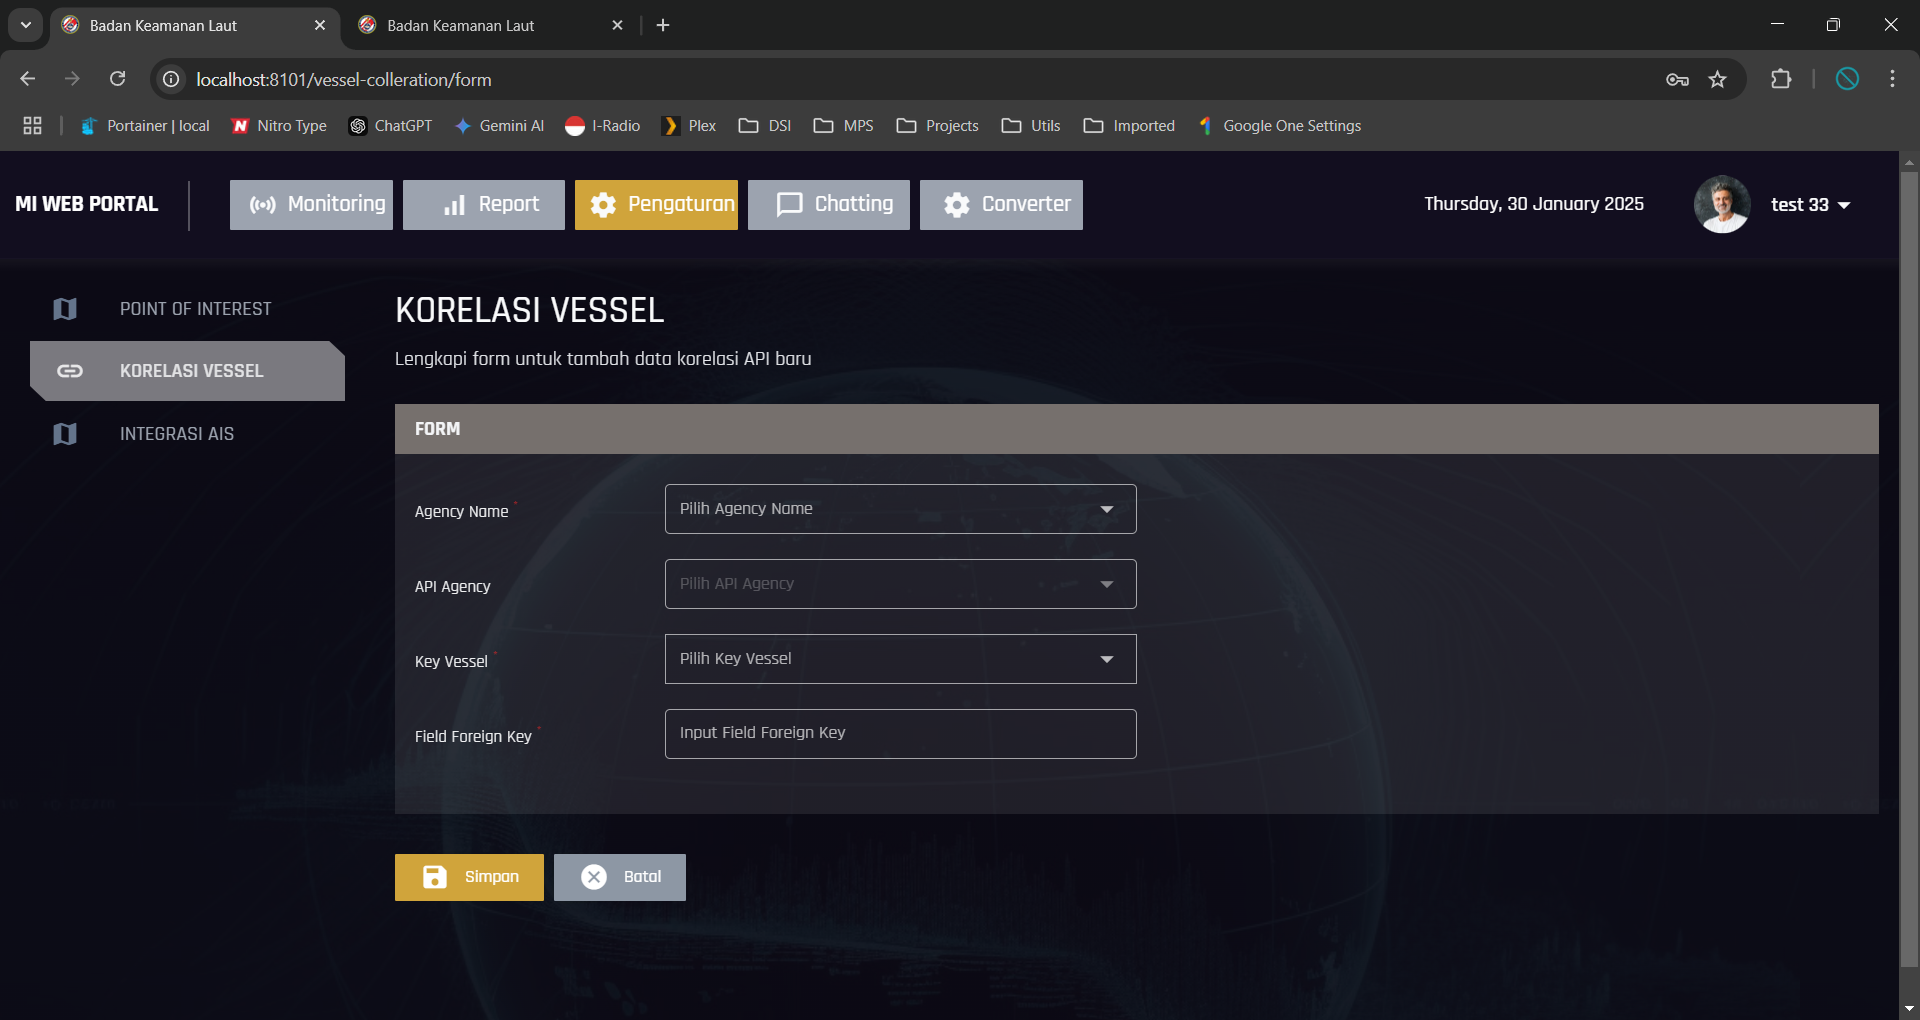 Badan Keamanan Laut
Badan Keamanan Laut
localhost:8101/vessel-colleration/form
Portainer | local
Nitro Type
ChatGPT
Gemini AI
I-Radio
Plex
DSI
MPS
Projects
Utils
Imported
Google One Settings
MI WEB PORTAL
Monitoring
Report
Pengaturan
Chatting
Converter
Thursday, 30 January 2025
test 33
POINT OF INTEREST
KORELASI VESSEL
INTEGRASI AIS
KORELASI VESSEL
Lengkapi form untuk tambah data korelasi API baru
FORM
Agency Name *
Pilih Agency Name
API Agency
Pilih API Agency
Key Vessel *
Pilih Key Vessel
Field Foreign Key *
Input Field Foreign Key
Simpan
Batal